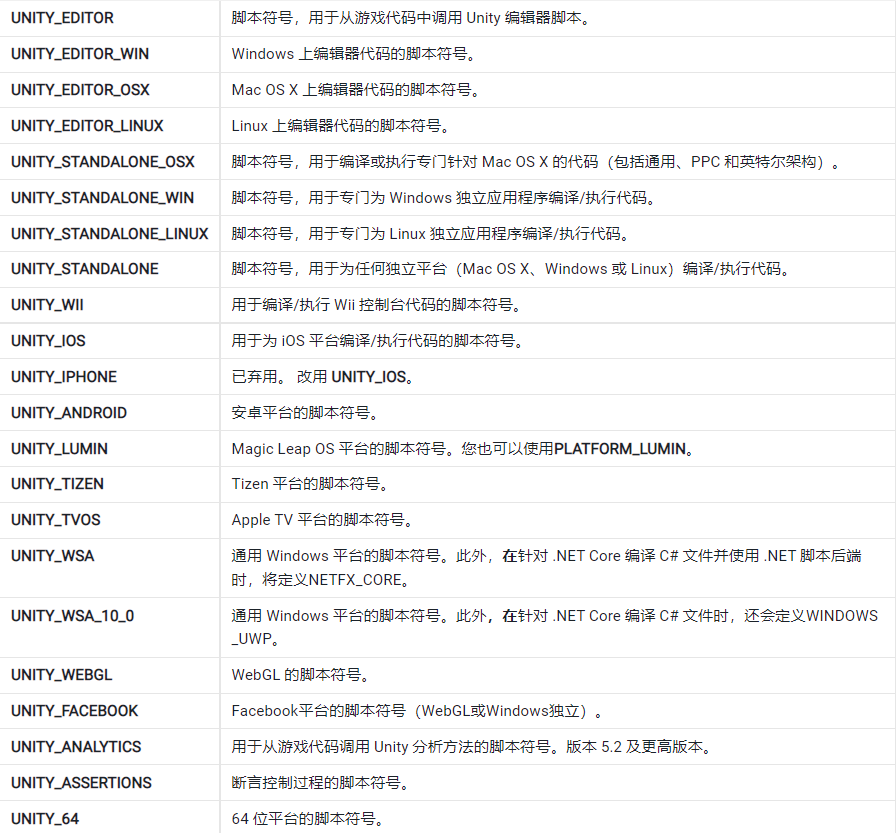 UNITY_EDITOR 脚本符号，用于从游戏代码中调用 Unity 编辑器脚本。
UNITY_EDITOR_WIN Windows 上编辑器代码的脚本符号。
UNITY_EDITOR_OSX Mac OS X 上编辑器代码的脚本符号。
UNITY_EDITOR_LINUX Linux 上编辑器代码的脚本符号。
UNITY_STANDALONE_OSX 脚本符号，用于编译或执行专门针对 Mac OS X 的代码（包括通用、PPC 和英特尔架构）。
UNITY_STANDALONE_WIN 脚本符号，用于专门为 Windows 独立应用程序编译/执行代码。
UNITY_STANDALONE_LINUX 脚本符号，用于专门为 Linux 独立应用程序编译/执行代码。
UNITY_STANDALONE 脚本符号，用于为任何独立平台（Mac OS X、Windows 或 Linux）编译/执行代码。
UNITY_WII 用于编译/执行 Wii 控制台代码的脚本符号。
UNITY_IOS 用于为 iOS 平台编译/执行代码的脚本符号。
UNITY_IPHONE 已弃用。 改用 UNITY_IOS。
UNITY_ANDROID 安卓平台的脚本符号。
UNITY_LUMIN Magic Leap OS 平台的脚本符号。您也可以使用PLATFORM_LUMIN。
UNITY_TIZEN Tizen 平台的脚本符号。
UNITY_TVOS Apple TV 平台的脚本符号。
UNITY_WSA 通用 Windows 平台的脚本符号。此外，在针对 .NET Core 编译 C# 文件并使用 .NET 脚本后端
时，将定义NETFX_CORE。
UNITY_WSA_10_0 通用 Windows 平台的脚本符号。此外，在针对 .NET Core 编译 C# 文件时，还会定义WINDOWS
_UWP。
UNITY_WEBGL WebGL 的脚本符号。
UNITY_FACEBOOK Facebook平台的脚本符号（WebGL或Windows独立）。
UNITY_ANALYTICS 用于从游戏代码调用 Unity 分析方法的脚本符号。版本 5.2 及更高版本。
UNITY_ASSERTIONS 断言控制过程的脚本符号。
UNITY_64 64 位平台的脚本符号。